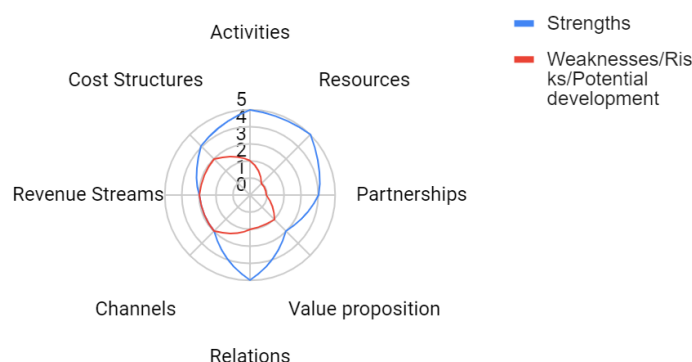 Activities
Strengths
Weaknesses/Ris
ks/Potential
development
Cost Structures
Resources
5
4
3
2
1
0
Revenue Streams
Partnerships
Channels
Value proposition
Relations